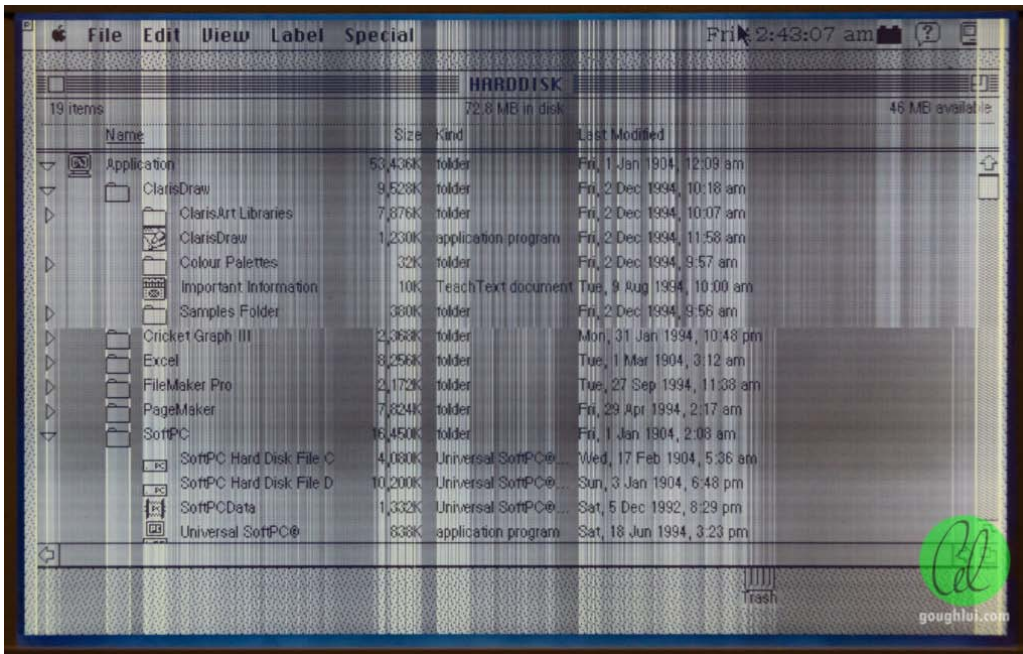 File Edit View Label Special Fri 2:43:07 am
HARDDISK
19 items 72.8 MB in disk 46 MB available
Name Size Kind Last Modified
Application 53,436K folder Fri, 1 Jan 1904, 12:09 am
ClarisDraw 9,528K folder Fri, 2 Dec 1994, 10:18 am
ClarisArt Libraries 7,876K folder Fri, 2 Dec 1994, 10:07 am
ClarisDraw 1,230K application program Fri, 2 Dec 1994, 11:58 am
Colour Palettes 32K folder Fri, 2 Dec 1994, 9:57 am
Important Information 10K TeachText document Tue, 9 Aug 1994, 10:00 am
Samples Folder 380K folder Fri, 2 Dec 1994, 9:56 am
Cricket Graph III 2,368K folder Mon, 31 Jan 1994, 10:48 pm
Excel 8,256K folder Tue, 1 Mar 1904, 3:12 am
FileMaker Pro 2,172K folder Tue, 27 Sep 1994, 11:38 am
PageMaker 7,824K folder Fri, 29 Apr 1994, 2:17 am
SoftPC 16,450K folder Fri, 1 Jan 1904, 2:08 am
SoftPC Hard Disk File C 4,080K Universal SoftPC®... Wed, 17 Feb 1904, 5:36 am
SoftPC Hard Disk File D 10,200K Universal SoftPC®... Sun, 3 Jan 1904, 6:48 pm
SoftPCData 1,332K Universal SoftPC®... Sat, 5 Dec 1992, 8:29 pm
Universal SoftPC® 838K application program Sat, 18 Jun 1994, 3:23 pm
Trash
goughlui.com